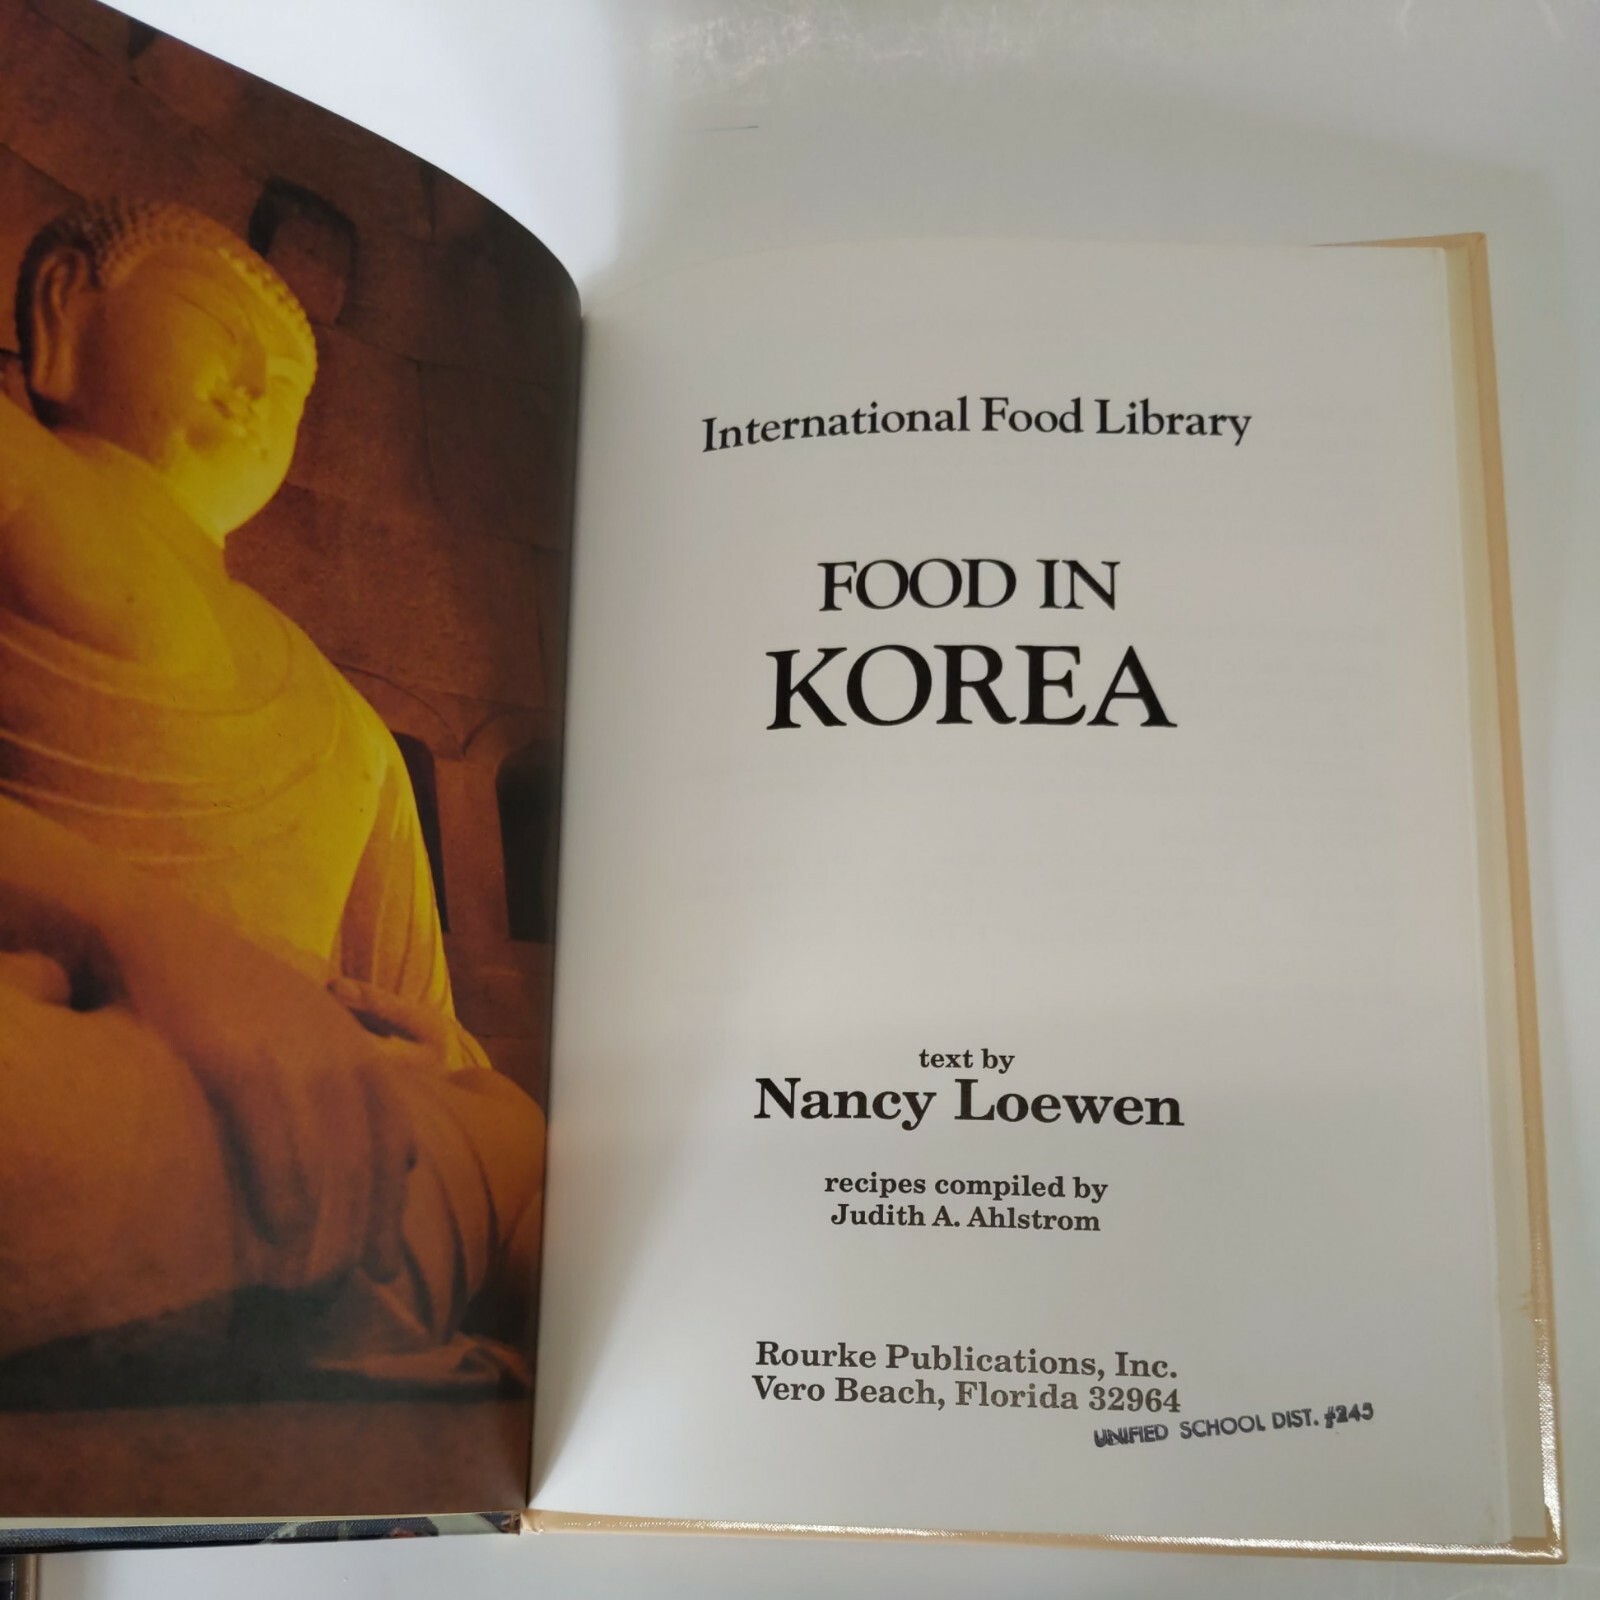 International Food Library
FOOD IN
KOREA
text by
Nancy Loewen
recipes compiled by
Judith A. Ahlstrom
Rourke Publications, Inc.
Vero Beach, Florida 32964
UNIFIED SCHOOL DIST. #245